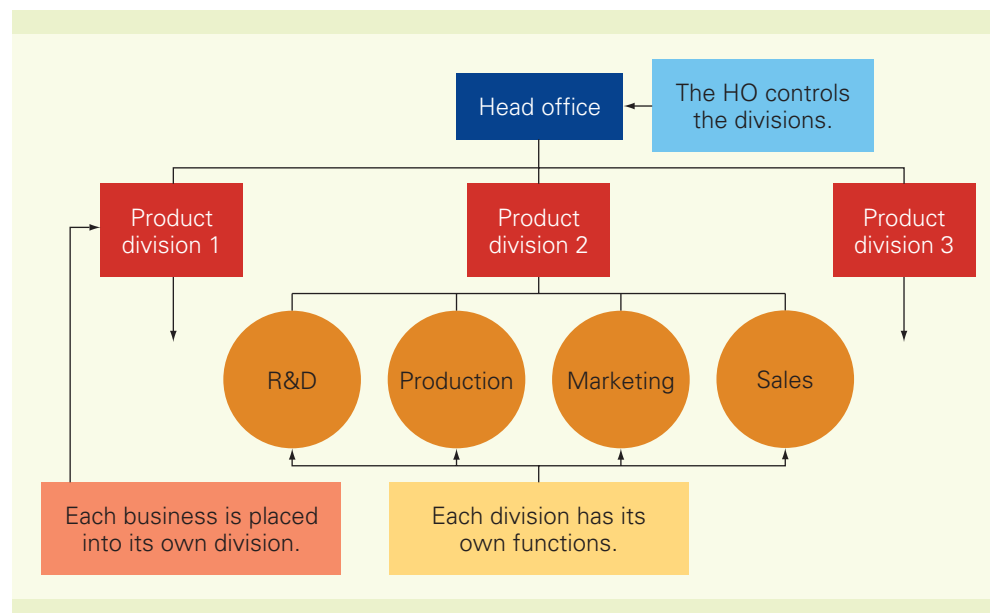 Head office
The HO controls
the divisions.
Product
division 1
Product
division 2
Product
division 3
R&D
Production
Marketing
Sales
Each business is placed
into its own division.
Each division has its
own functions.